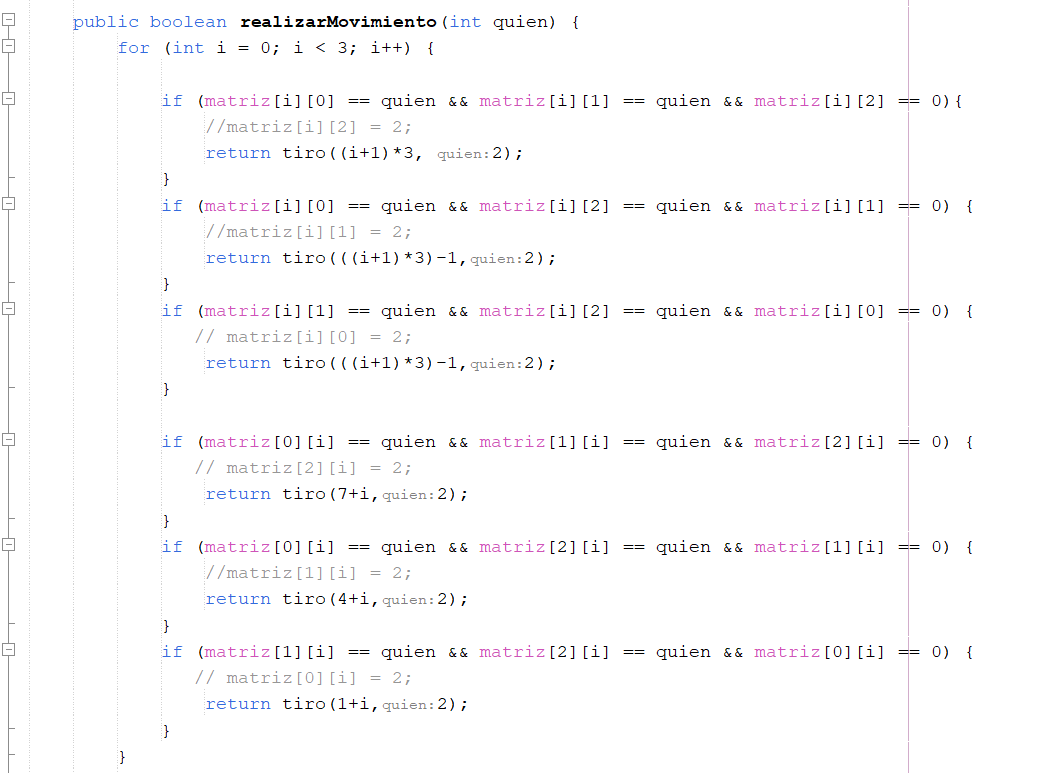 public boolean realizarMovimiento(int quien) {
for (int i = 0; i < 3; i++) {
if (matriz[i][0] == quien && matriz[i][1] == quien && matriz[i][2] == 0){
//matriz[i][2] = 2;
return tiro((i+1)*3, quien:2);
}
if (matriz[i][0] == quien && matriz[i][2] == quien && matriz[i][1] == 0) {
//matriz[i][1] = 2;
return tiro(((i+1)*3)-1,quien:2);
}
if (matriz[i][1] == quien && matriz[i][2] == quien && matriz[i][0] == 0) {
// matriz[i][0] = 2;
return tiro(((i+1)*3)-1,quien:2);
}
if (matriz[0][i] == quien && matriz[1][i] == quien && matriz[2][i] == 0) {
// matriz[2][i] = 2;
return tiro(7+i,quien:2);
}
if (matriz[0][i] == quien && matriz[2][i] == quien && matriz[1][i] == 0) {
//matriz[1][i] = 2;
return tiro(4+i,quien:2);
}
if (matriz[1][i] == quien && matriz[2][i] == quien && matriz[0][i] == 0) {
// matriz[0][i] = 2;
return tiro(1+i,quien:2);
}
}